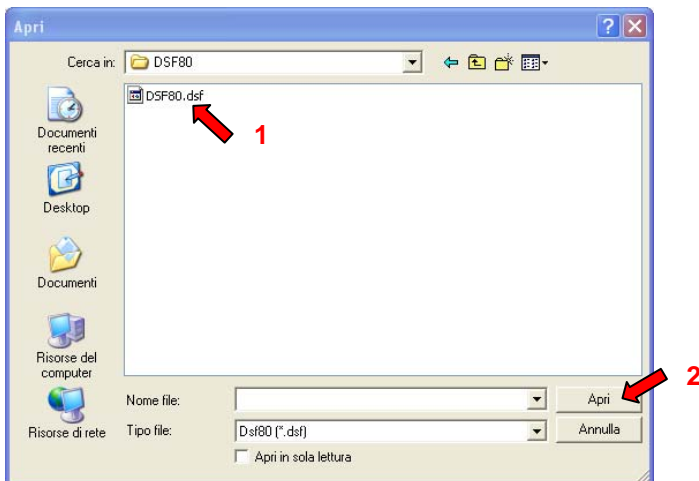 Apri
Cerca in: DSF80
DSF80.dsf
1
Documenti
recenti
Desktop
Documenti
Risorse del
computer
Risorse di rete
Nome file:
Apri
2
Tipo file: Dsf80 (*.dsf)
Annulla
Apri in sola lettura